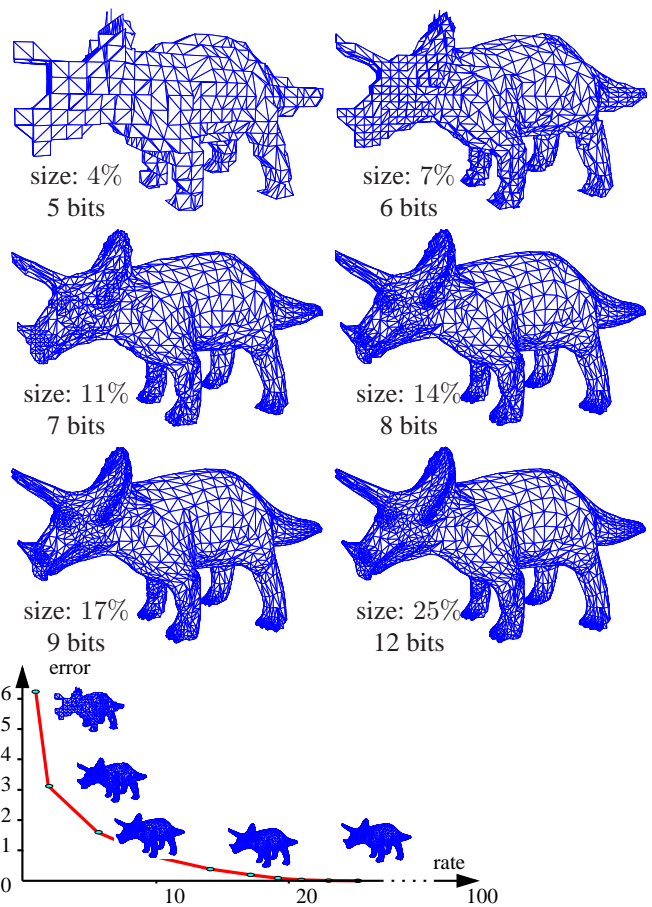 size: 4%
5 bits
size: 7%
6 bits
size: 11%
7 bits
size: 14%
8 bits
size: 17%
9 bits
size: 25%
12 bits
error
6
5
4
3
2
1
0
rate
10
20
100